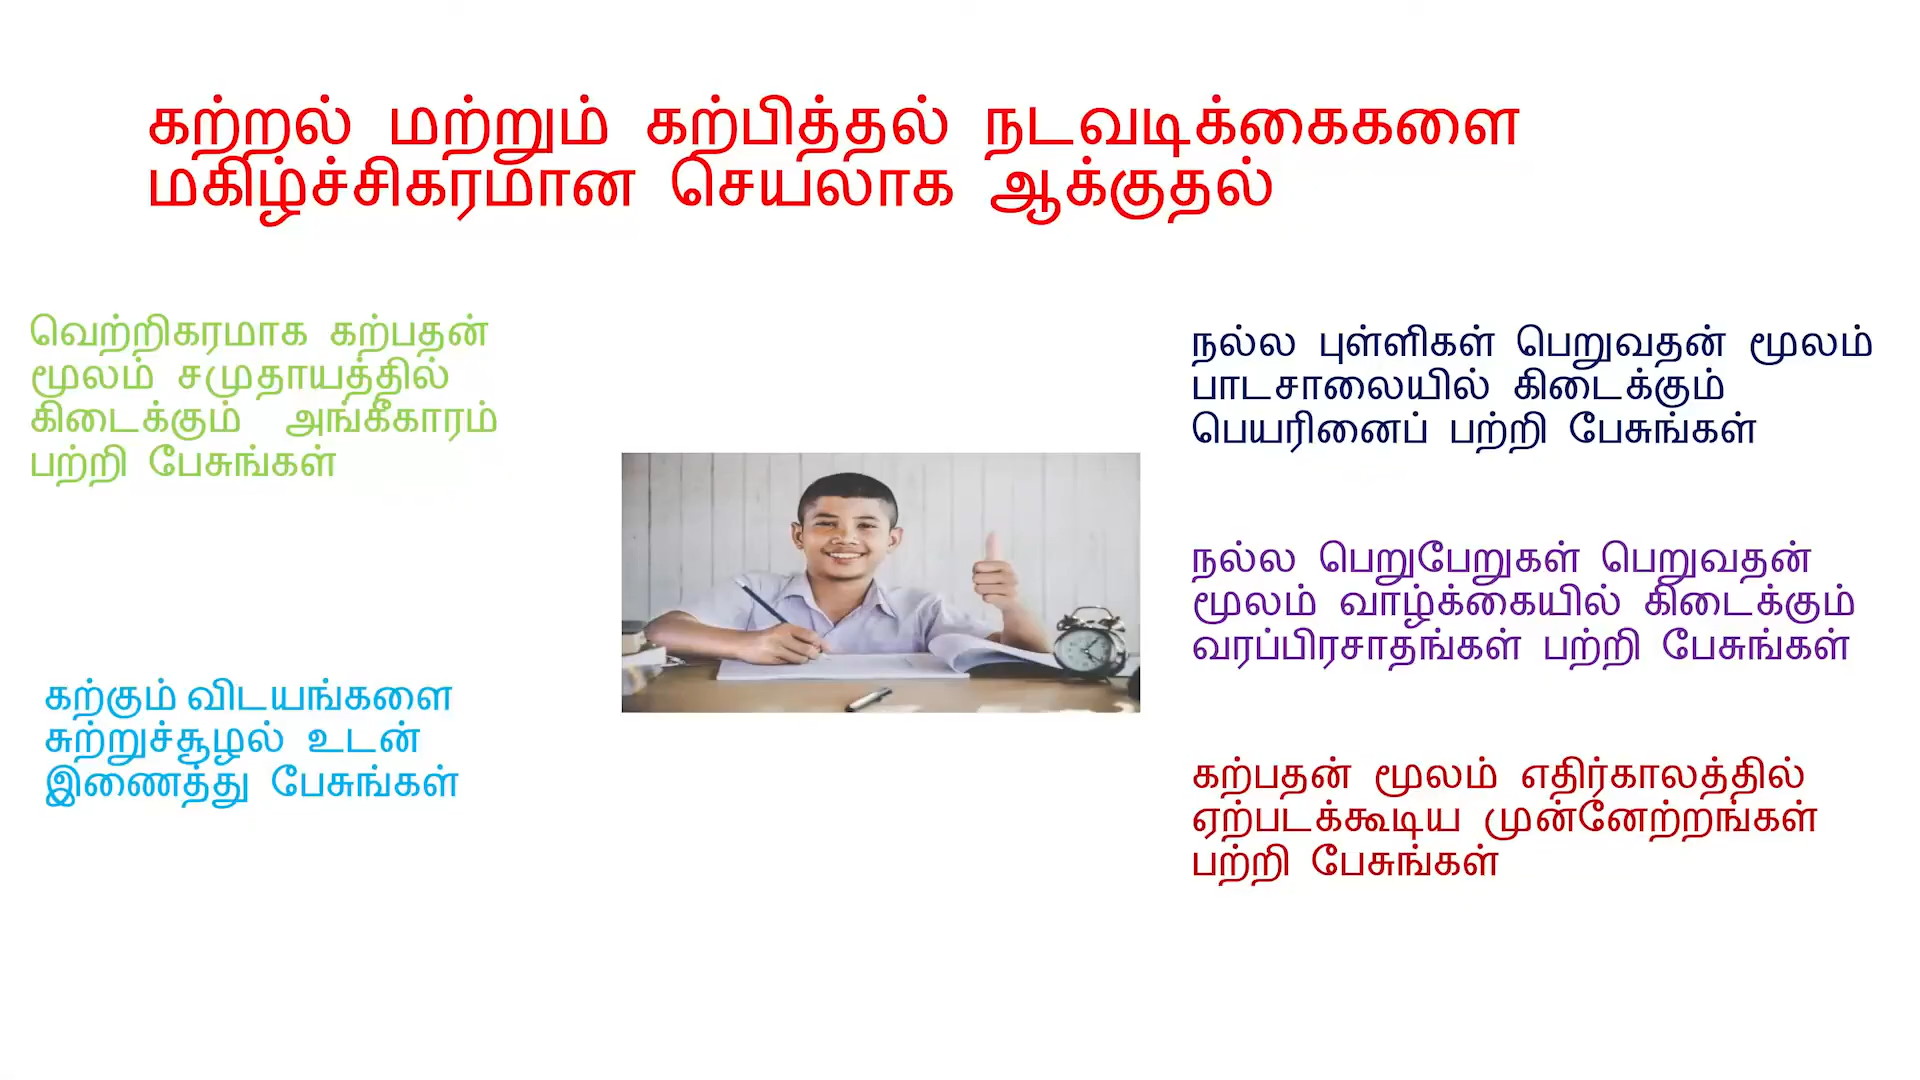 கற்றல் மற்றும் கற்பித்தல் நடவடிக்கைகளை
மகிழ்ச்சிகரமான செயலாக ஆக்குதல்
வெற்றிகரமாக கற்பதன்
மூலம் சமுதாயத்தில்
கிடைக்கும் அங்கீகாரம்
பற்றி பேசுங்கள்
கற்கும் விடயங்களை
சுற்றுச்சூழல் உடன்
இணைத்து பேசுங்கள்
நல்ல புள்ளிகள் பெறுவதன் மூலம்
பாடசாலையில் கிடைக்கும்
பெயரினைப் பற்றி பேசுங்கள்
நல்ல பெறுபேறுகள் பெறுவதன்
மூலம் வாழ்க்கையில் கிடைக்கும்
வரப்பிரசாதங்கள் பற்றி பேசுங்கள்
கற்பதன் மூலம் எதிர்காலத்தில்
ஏற்படக்கூடிய முன்னேற்றங்கள்
பற்றி பேசுங்கள்